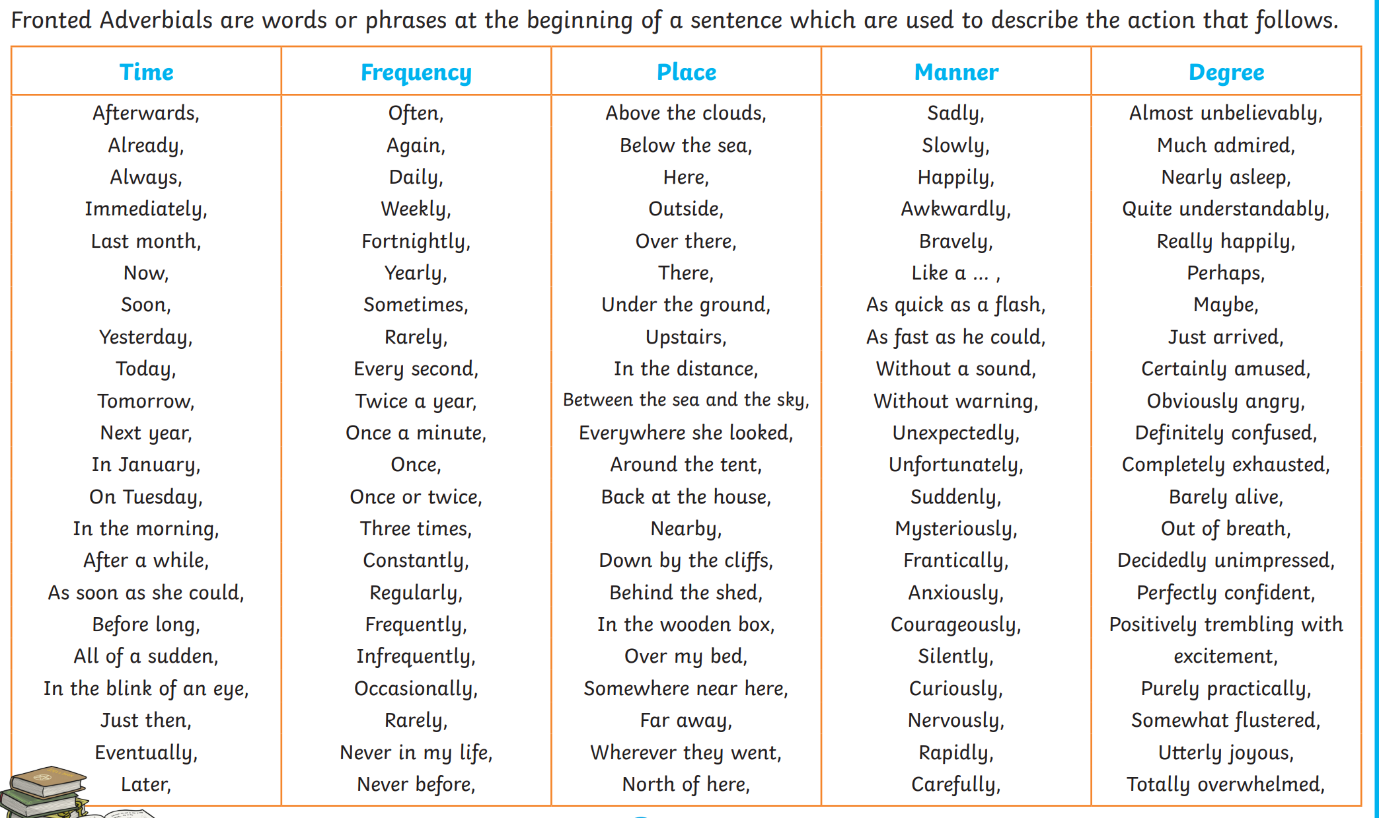 Fronted Adverbials are words or phrases at the beginning of a sentence which are used to describe the action that follows.
Time Frequency Place Manner Degree
Afterwards, Often, Above the clouds, Sadly, Almost unbelievably,
Already, Again, Below the sea, Slowly, Much admired,
Always, Daily, Here, Happily, Nearly asleep,
Immediately, Weekly, Outside, Awkwardly, Quite understandably,
Last month, Fortnightly, Over there, Bravely, Really happily,
Now, Yearly, There, Like a ... , Perhaps,
Soon, Sometimes, Under the ground, As quick as a flash, Maybe,
Yesterday, Rarely, Upstairs, As fast as he could, Just arrived,
Today, Every second, In the distance, Without a sound, Certainly amused,
Tomorrow, Twice a year, Between the sea and the sky, Without warning, Obviously angry,
Next year, Once a minute, Everywhere she looked, Unexpectedly, Definitely confused,
In January, Once, Around the tent, Unfortunately, Completely exhausted,
On Tuesday, Once or twice, Back at the house, Suddenly, Barely alive,
In the morning, Three times, Nearby, Mysteriously, Out of breath,
After a while, Constantly, Down by the cliffs, Frantically, Decidedly unimpressed,
As soon as she could, Regularly, Behind the shed, Anxiously, Perfectly confident,
Before long, Frequently, In the wooden box, Courageously, Positively trembling with
All of a sudden, Infrequently, Over my bed, Silently, excitement,
In the blink of an eye, Occasionally, Somewhere near here, Curiously, Purely practically,
Just then, Rarely, Far away, Nervously, Somewhat flustered,
Eventually, Never in my life, Wherever they went, Rapidly, Utterly joyous,
Later, Never before, North of here, Carefully, Totally overwhelmed,